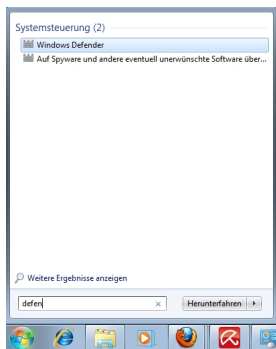 Systemsteuerung (2)
Windows Defender
Auf Spyware und andere eventuell unerwünschte Software über...
Weitere Ergebnisse anzeigen
defen
Herunterfahren